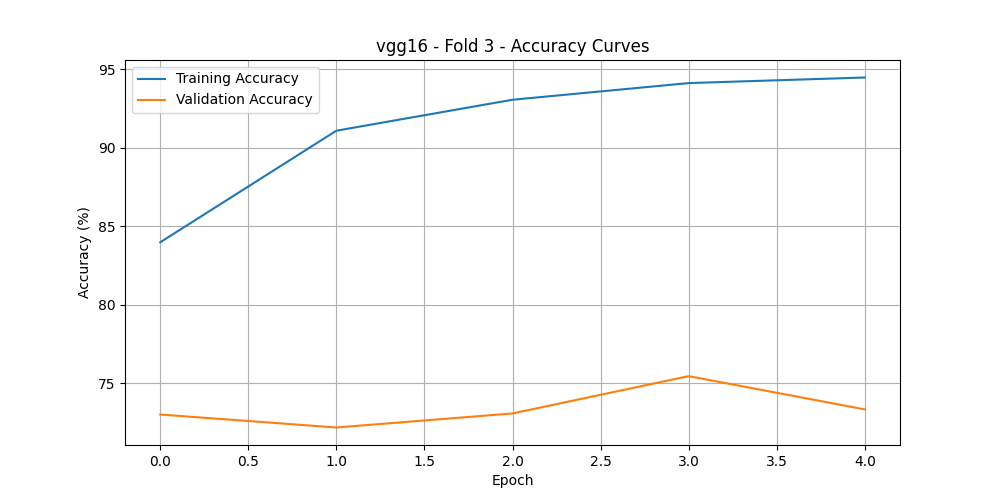 vgg16 - Fold 3 - Accuracy Curves
Training Accuracy
Validation Accuracy
Accuracy (%)
95
90
85
80
75
0.0 0.5 1.0 1.5 2.0 2.5 3.0 3.5 4.0
Epoch